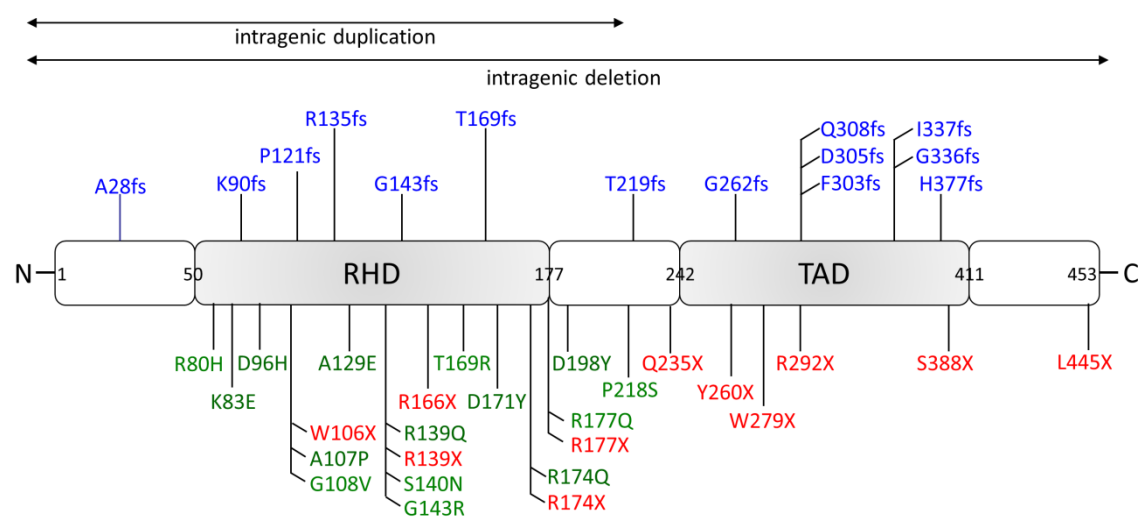 intragenic duplication
intragenic deletion
R135fs T169fs Q308fs I337fs
P121fs D305fs G336fs
A28fs K90fs G143fs T219fs G262fs F303fs H377fs
N 1 50 RHD 177 242 TAD 411 453 C
R80H D96H A129E T169R D198Y Q235X R292X S388X L445X
K83E R166X D171Y P218S Y260X
W279X
W106X R139Q R177Q
A107P R139X R177X
G108V S140N R174Q
G143R R174X